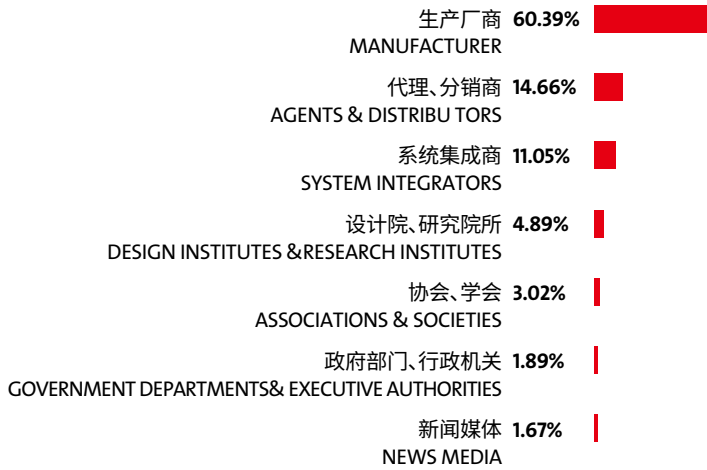 生产厂商 60.39%
MANUFACTURER
代理、分销商 14.66%
AGENTS & DISTRIBU TORS
系统集成商 11.05%
SYSTEM INTEGRATORS
设计院、研究院所 4.89%
DESIGN INSTITUTES &RESEARCH INSTITUTES
协会、学会 3.02%
ASSOCIATIONS & SOCIETIES
政府部门、行政机关 1.89%
GOVERNMENT DEPARTMENTS& EXECUTIVE AUTHORITIES
新闻媒体 1.67%
NEWS MEDIA